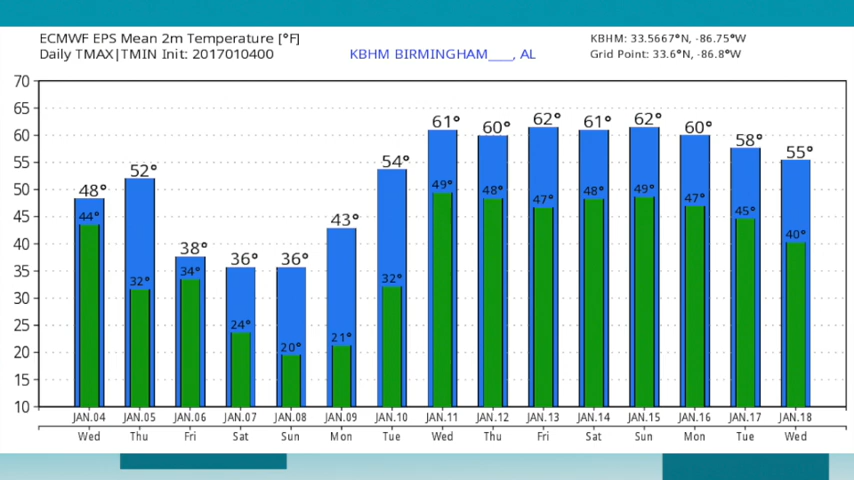 ECMWF EPS Mean 2m Temperature [°F]
Daily TMAX|TMIN Init: 2017010400
KBHM BIRMINGHAM___, AL
KBHM: 33.5667°N, -86.75°W
Grid Point: 33.6°N, -86.8°W
70
65
60
55
50
45
40
35
30
25
20
15
10
48° 52° 38° 36° 36° 43° 54° 61° 60° 62° 61° 62° 60° 58° 55°
44° 32° 34° 24° 20° 21° 32° 49° 48° 47° 48° 49° 47° 45° 40°
JAN.04 JAN.05 JAN.06 JAN.07 JAN.08 JAN.09 JAN.10 JAN.11 JAN.12 JAN.13 JAN.14 JAN.15 JAN.16 JAN.17 JAN.18
Wed Thu Fri Sat Sun Mon Tue Wed Thu Fri Sat Sun Mon Tue Wed